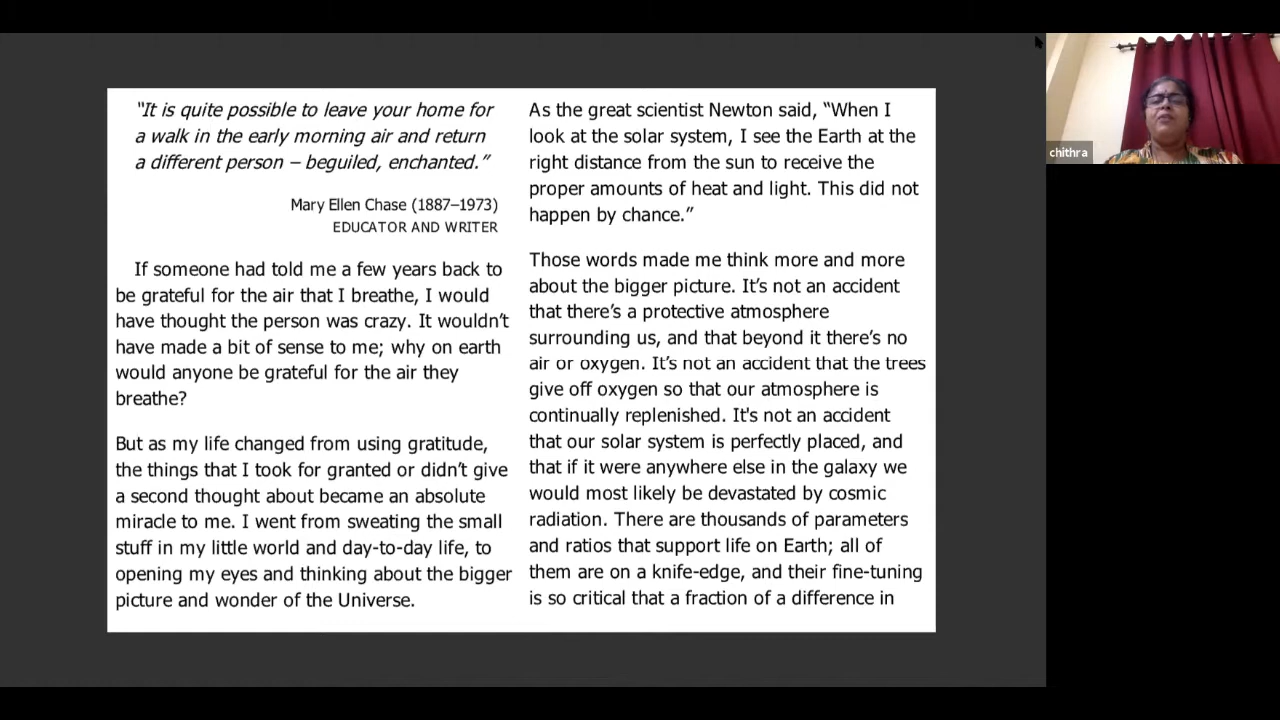 “It is quite possible to leave your home for
a walk in the early morning air and return
a different person – beguiled, enchanted.”
Mary Ellen Chase (1887–1973)
EDUCATOR AND WRITER
If someone had told me a few years back to
be grateful for the air that I breathe, I would
have thought the person was crazy. It wouldn’t
have made a bit of sense to me; why on earth
would anyone be grateful for the air they
breathe?
But as my life changed from using gratitude,
the things that I took for granted or didn’t give
a second thought about became an absolute
miracle to me. I went from sweating the small
stuff in my little world and day-to-day life, to
opening my eyes and thinking about the bigger
picture and wonder of the Universe.
As the great scientist Newton said, “When I
look at the solar system, I see the Earth at the
right distance from the sun to receive the
proper amounts of heat and light. This did not
happen by chance.”
Those words made me think more and more
about the bigger picture. It’s not an accident
that there’s a protective atmosphere
surrounding us, and that beyond it there’s no
air or oxygen. It’s not an accident that the trees
give off oxygen so that our atmosphere is
continually replenished. It's not an accident
that our solar system is perfectly placed, and
that if it were anywhere else in the galaxy we
would most likely be devastated by cosmic
radiation. There are thousands of parameters
and ratios that support life on Earth; all of
them are on a knife-edge, and their fine-tuning
is so critical that a fraction of a difference in
chithra